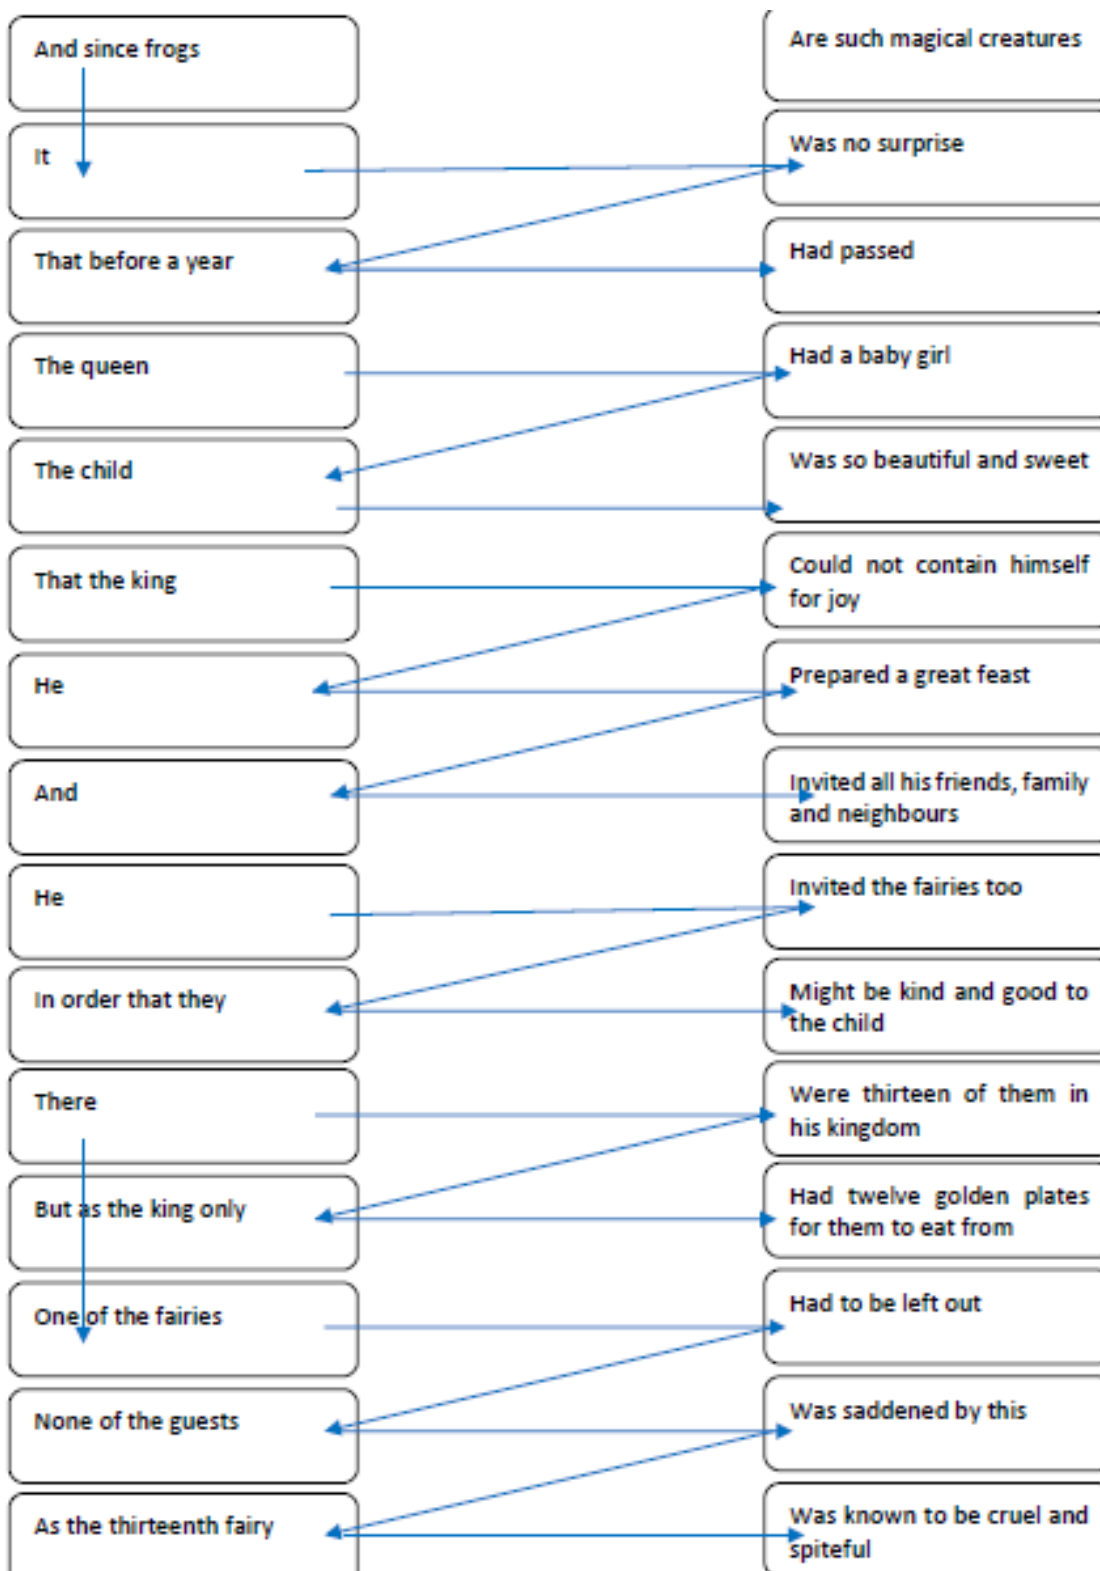 And since frogs
Are such magical creatures
It
Was no surprise
That before a year
Had passed
The queen
Had a baby girl
The child
Was so beautiful and sweet
That the king
Could not contain himself
for joy
He
Prepared a great feast
And
Invited all his friends, family
and neighbours
He
Invited the fairies too
In order that they
Might be kind and good to
the child
There
Were thirteen of them in
his kingdom
But as the king only
Had twelve golden plates
for them to eat from
One of the fairies
Had to be left out
None of the guests
Was saddened by this
As the thirteenth fairy
Was known to be cruel and
spiteful